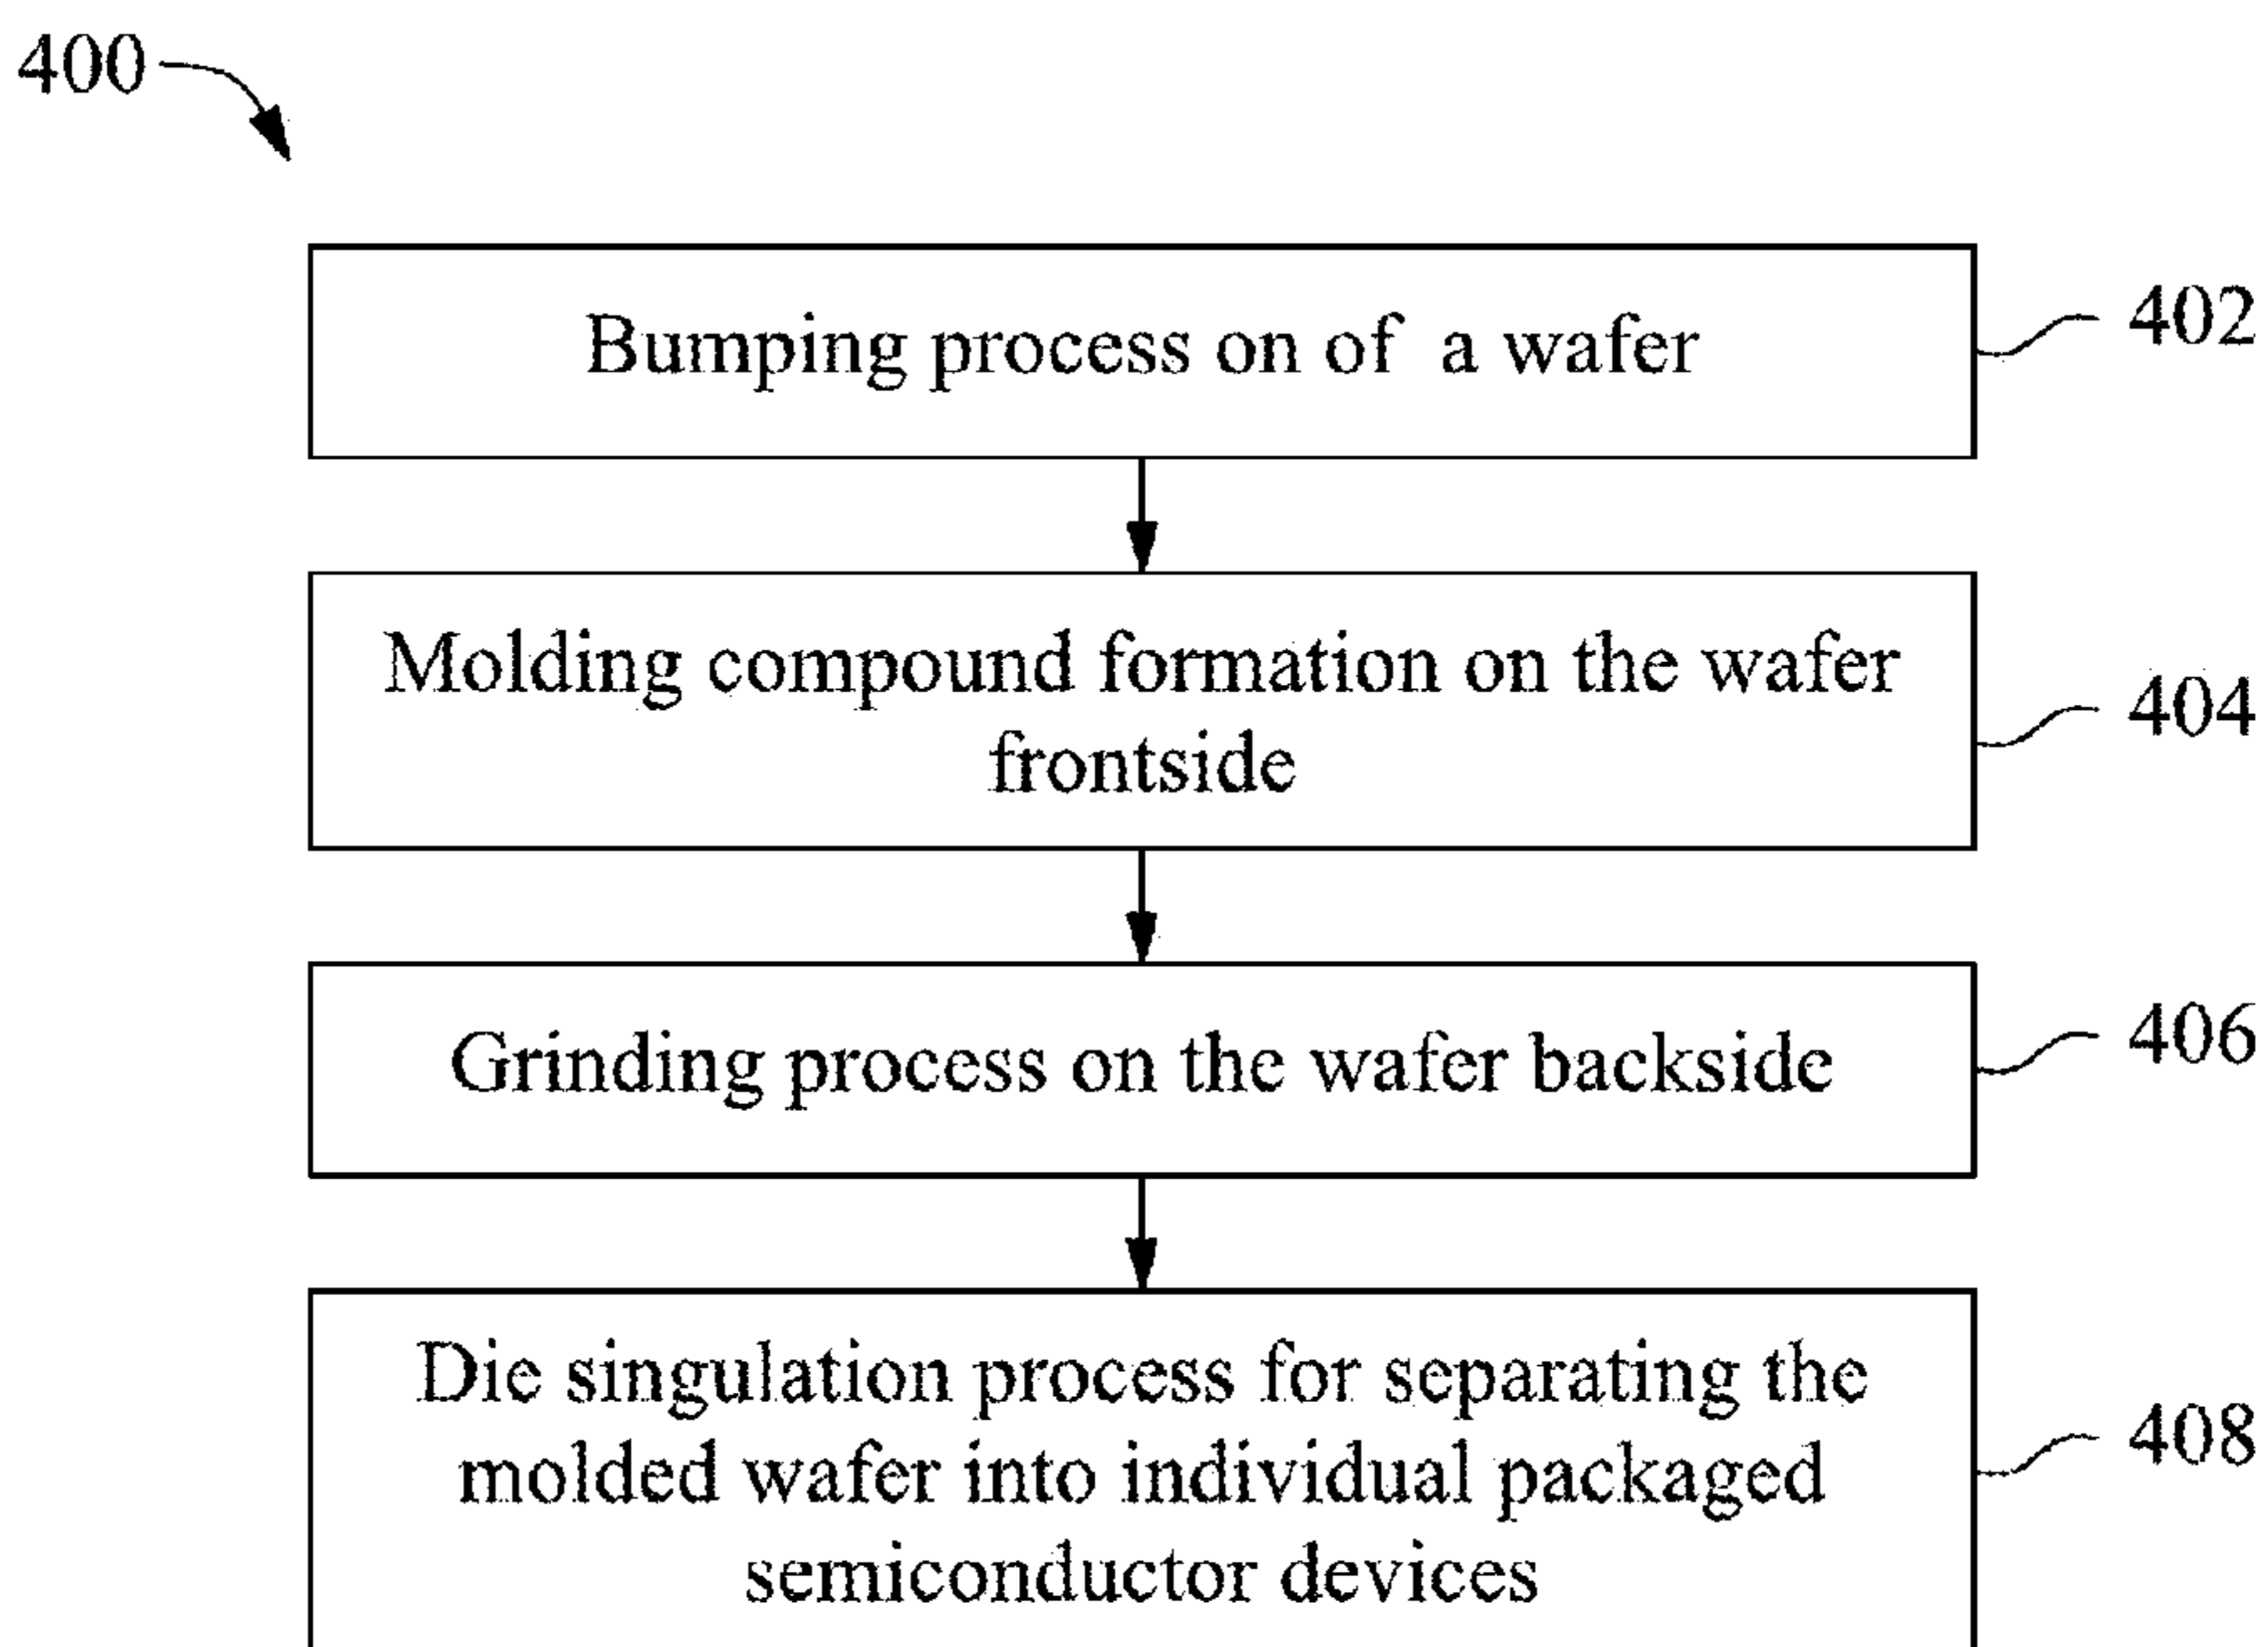 400
Bumping process on of a wafer
402
Molding compound formation on the wafer
frontside
404
Grinding process on the wafer backside
406
Die singulation process for separating the
molded wafer into individual packaged
semiconductor devices
408